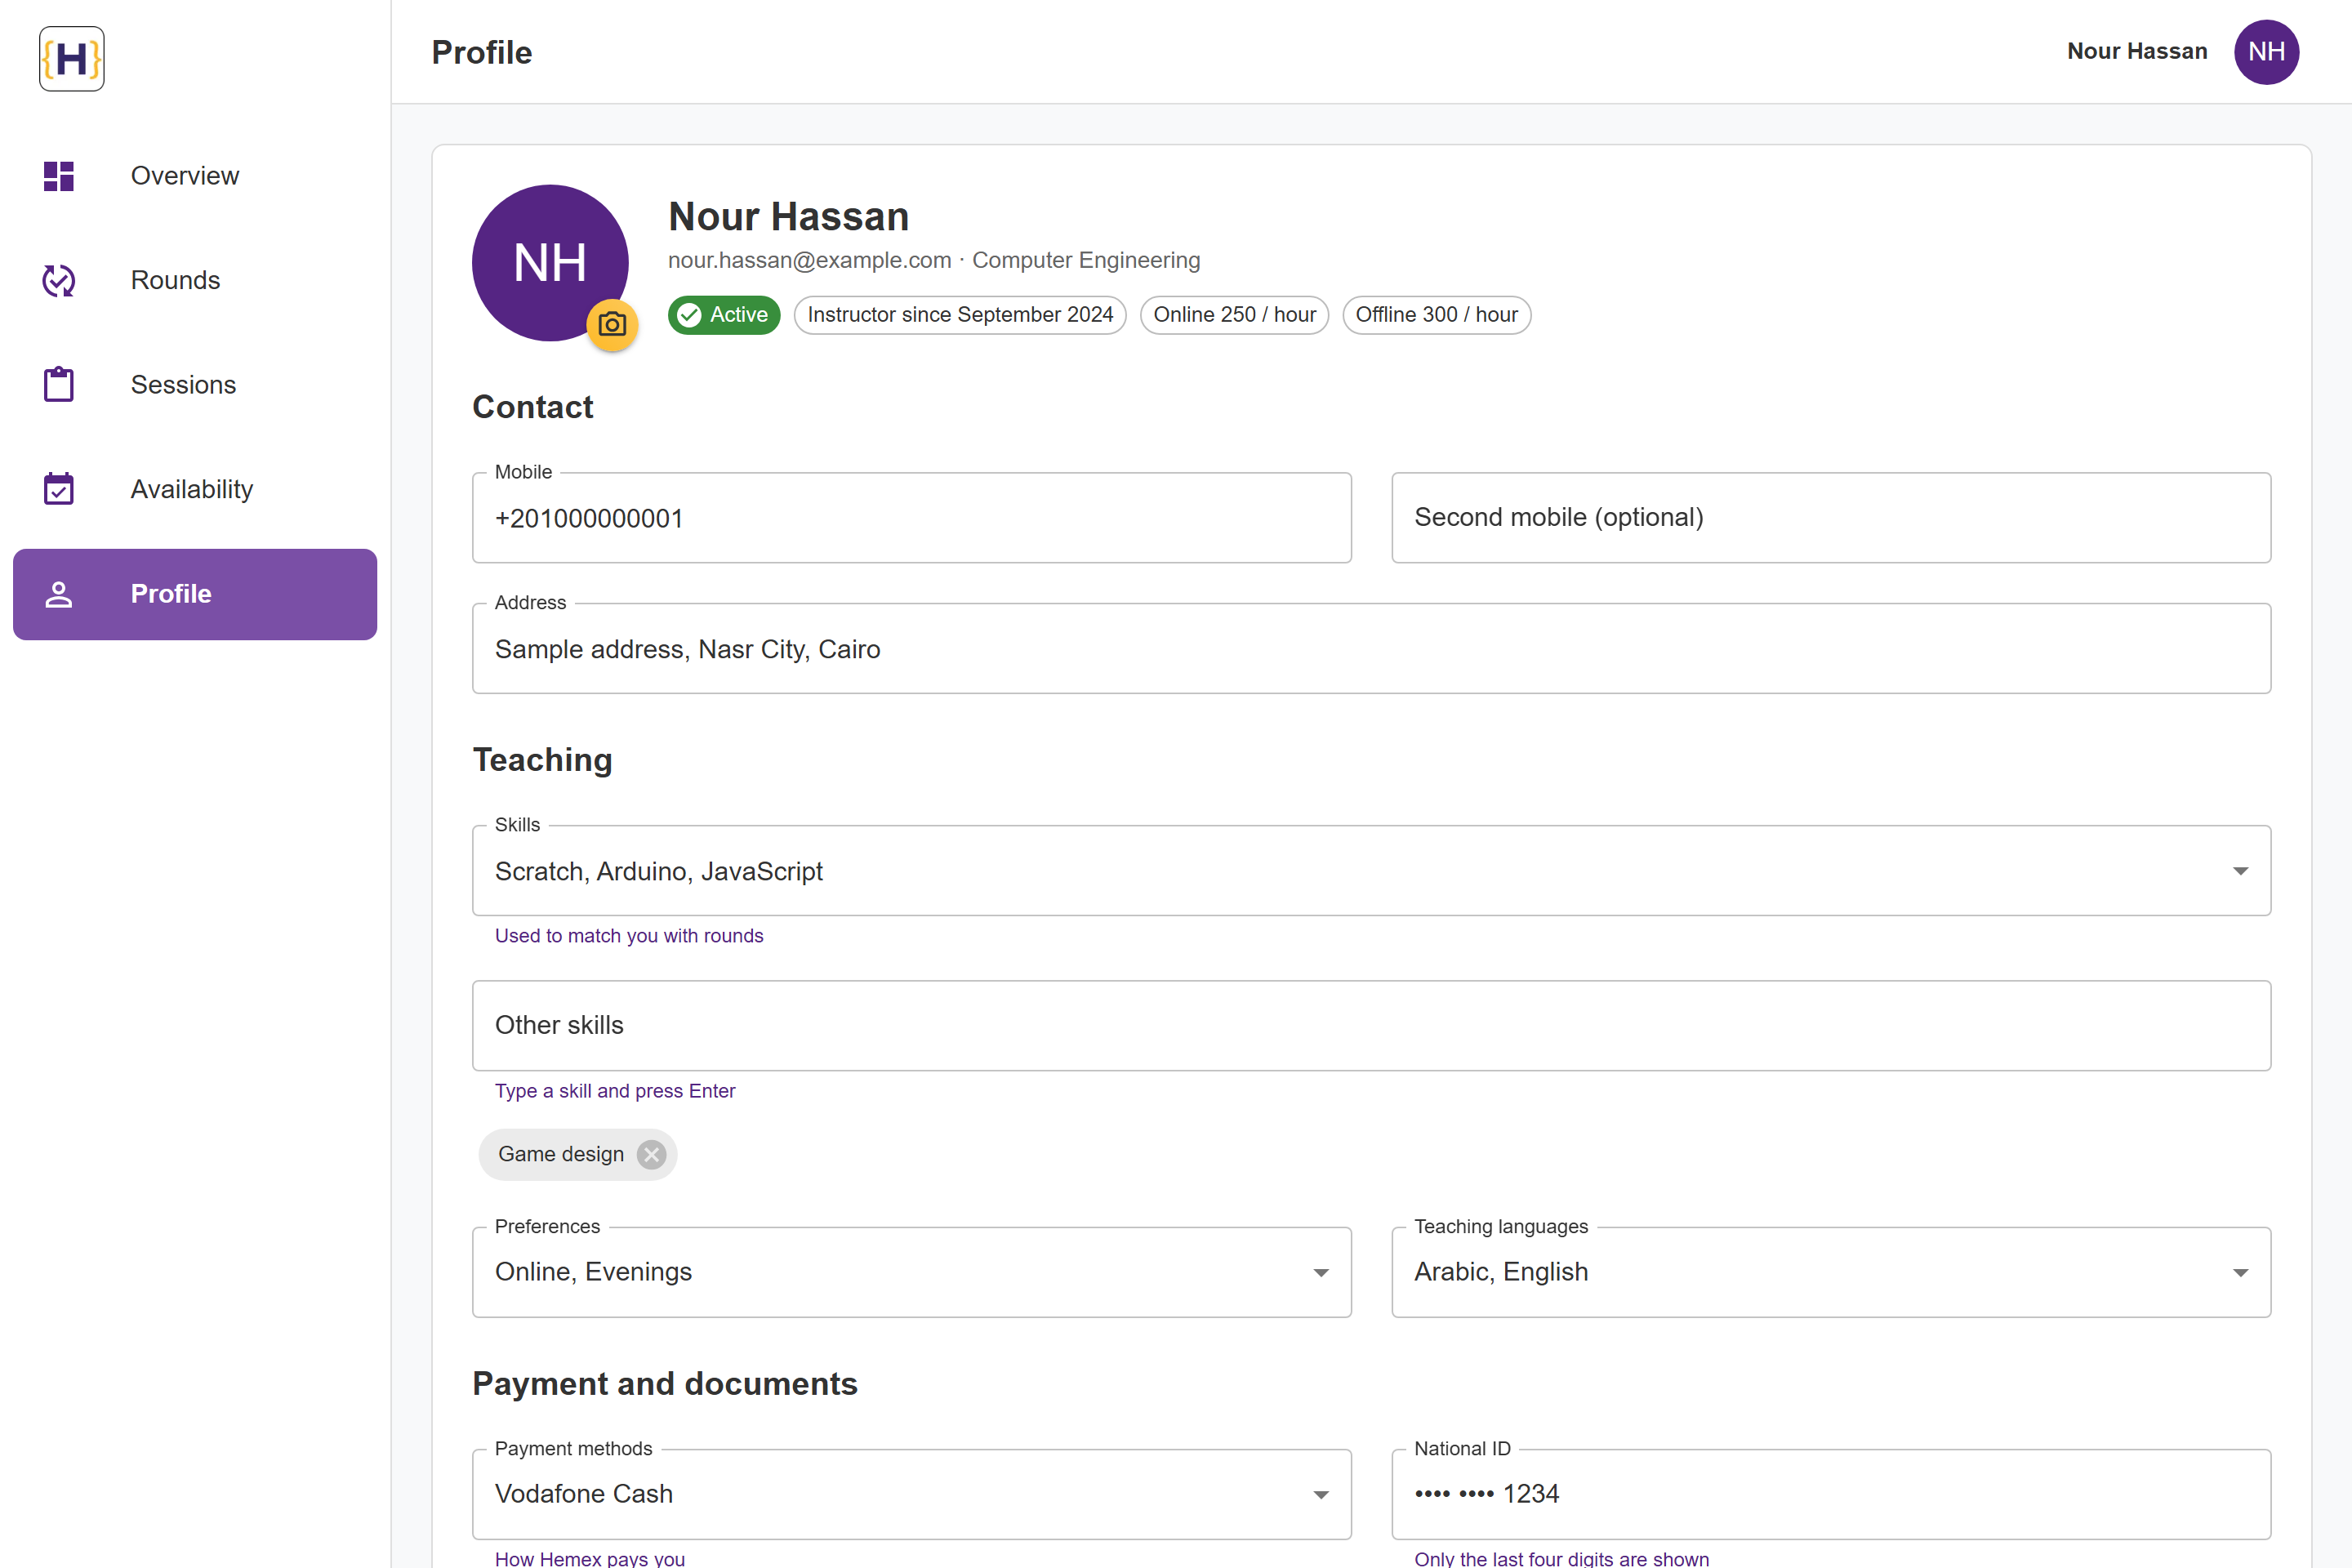 {H}
Profile
Nour Hassan
NH
Overview
Rounds
Sessions
Availability
Profile
NH
Nour Hassan
nour.hassan@example.com · Computer Engineering
Active
Instructor since September 2024
Online 250 / hour
Offline 300 / hour
Contact
Mobile
+201000000001
Second mobile (optional)
Address
Sample address, Nasr City, Cairo
Teaching
Skills
Scratch, Arduino, JavaScript
Used to match you with rounds
Other skills
Type a skill and press Enter
Game design
Preferences
Online, Evenings
Teaching languages
Arabic, English
Payment and documents
Payment methods
Vodafone Cash
How Hemex pays you
National ID
•••• •••• 1234
Only the last four digits are shown